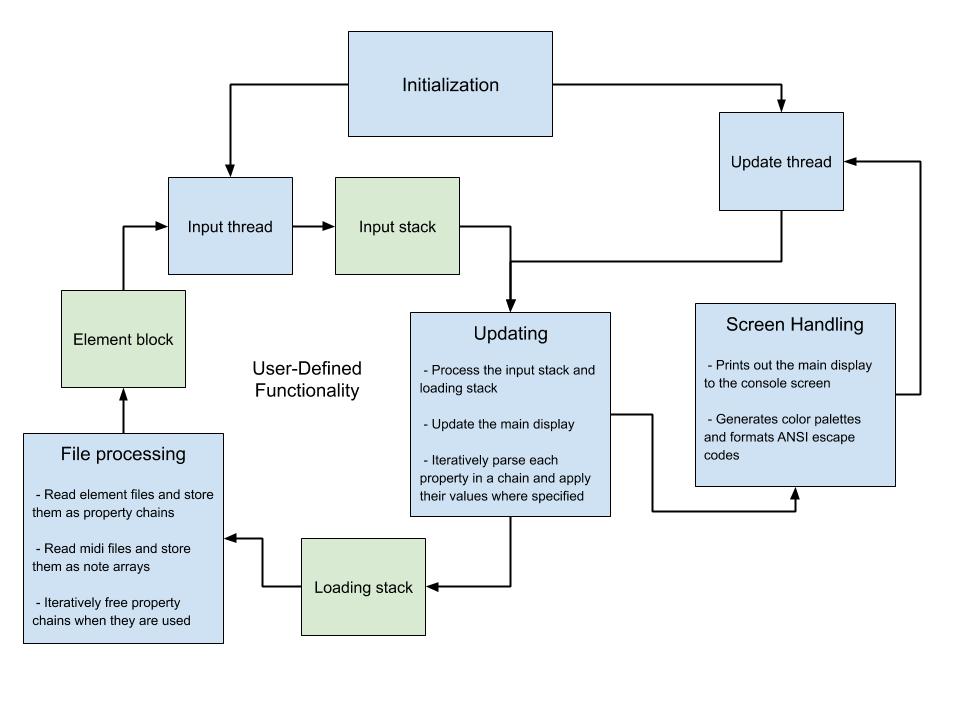 Initialization
Update thread
Input thread
Input stack
Element block
User-Defined
Functionality
Updating
- Process the input stack and
loading stack
- Update the main display
- Iteratively parse each
property in a chain and apply
their values where specified
Screen Handling
- Prints out the main display
to the console screen
- Generates color palettes
and formats ANSI escape
codes
File processing
- Read element files and store
them as property chains
- Read midi files and store
them as note arrays
- Iteratively free property
chains when they are used
Loading stack